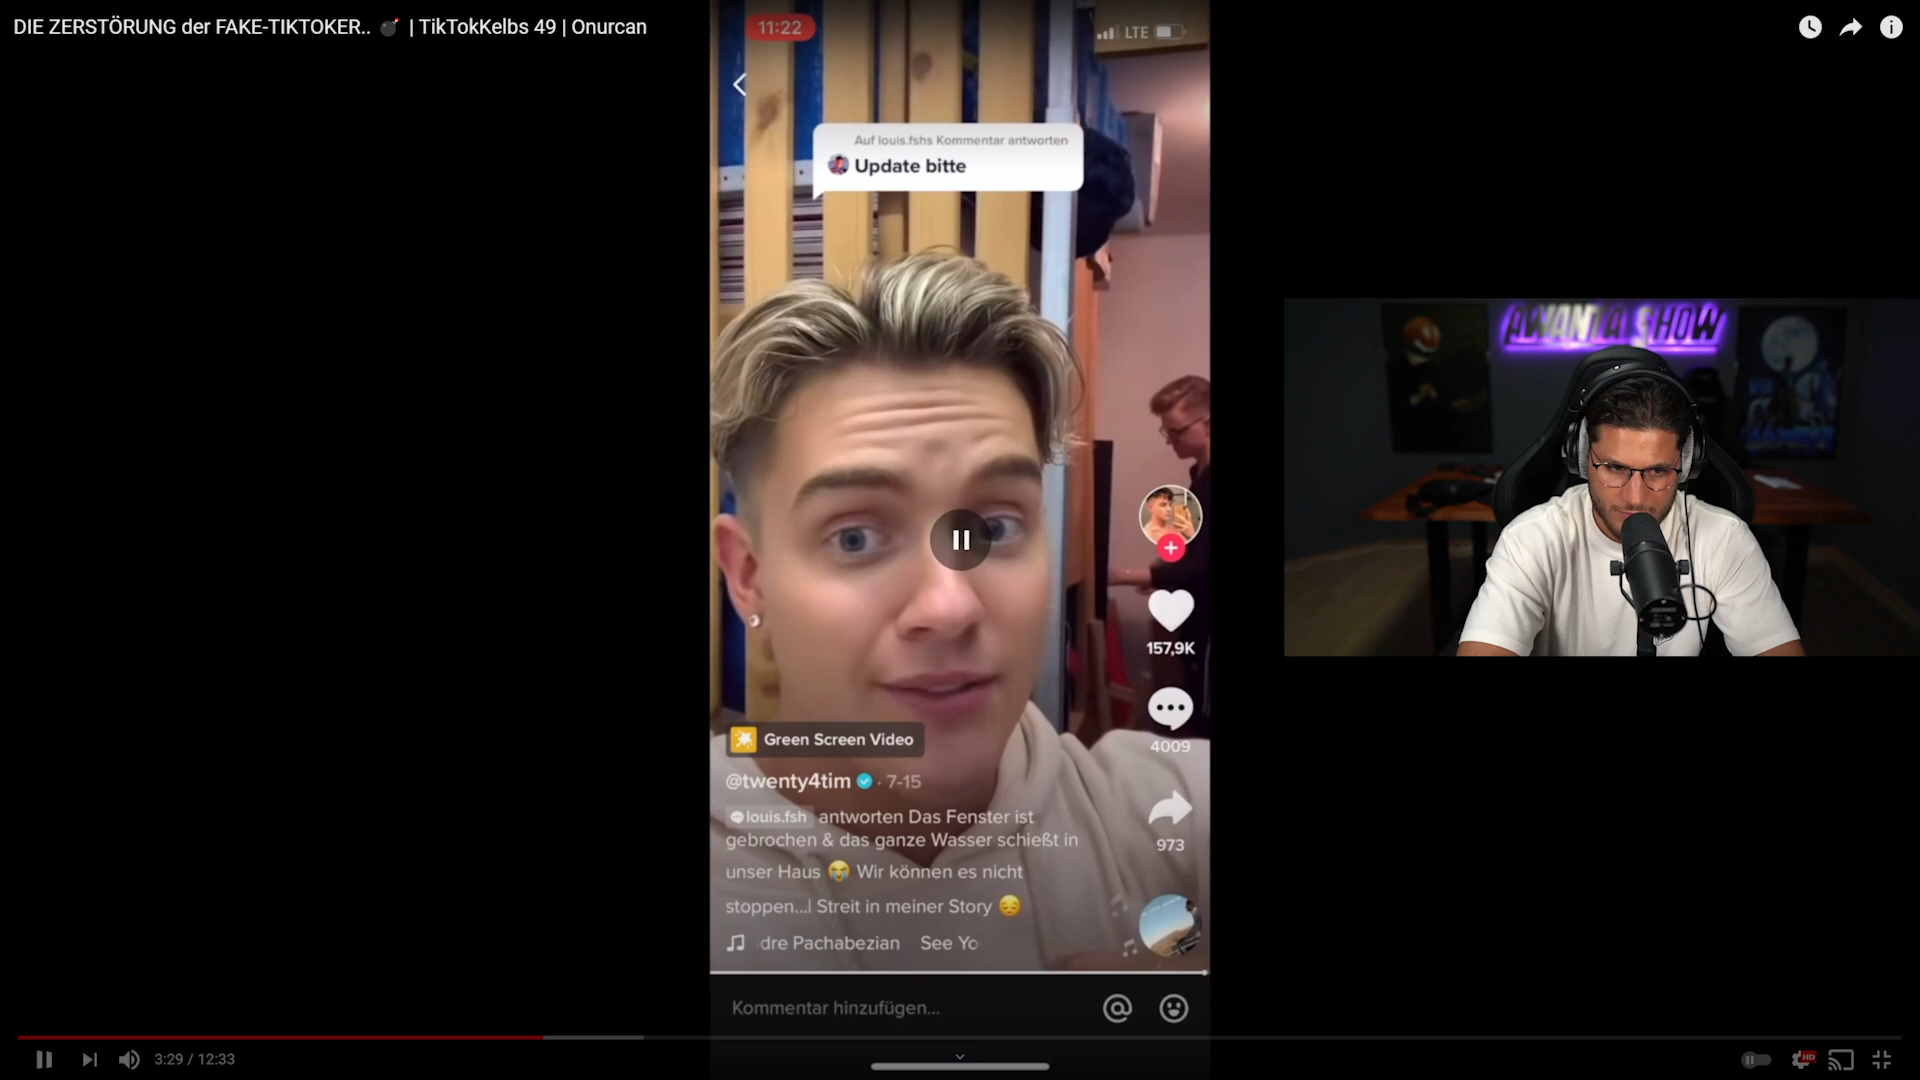 DIE ZERSTÖRUNG der FAKE-TIKTOKER.. 💣 | TikTokKelbs 49 | Onurcan
11:22
LTE
Auf louis.fshs Kommentar antworten
Update bitte
AWANTA SHOW
157,9K
4009
Green Screen Video
@twenty4tim · 7-15
louis.fsh antworten Das Fenster ist
gebrochen & das ganze Wasser schießt in
unser Haus 😭 Wir können es nicht
stoppen...| Streit in meiner Story 😔
973
dre Pachabezian See Yo
Kommentar hinzufügen...
3:29 / 12:33
HD